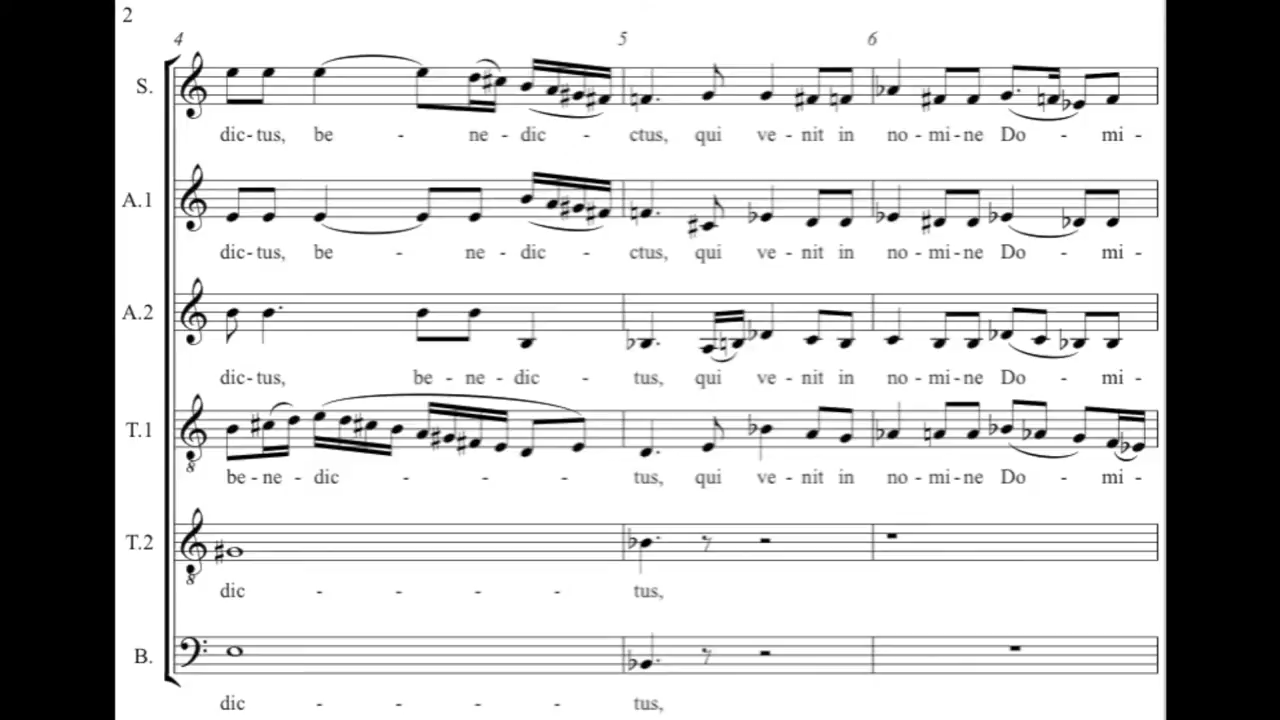 2
4 5 6
S.
dic-tus, be - ne - dic - ctus, qui ve - nit in no - mi - ne Do - mi -
A.1
dic-tus, be - ne - dic - ctus, qui ve - nit in no - mi - ne Do - mi -
A.2
dic-tus, be - ne - dic - tus, qui ve - nit in no - mi - ne Do - mi -
T.1
be - ne - dic - - - tus, qui ve - nit in no - mi - ne Do - mi -
8
T.2
8
dic - - - - tus,
B.
dic - - - - tus,